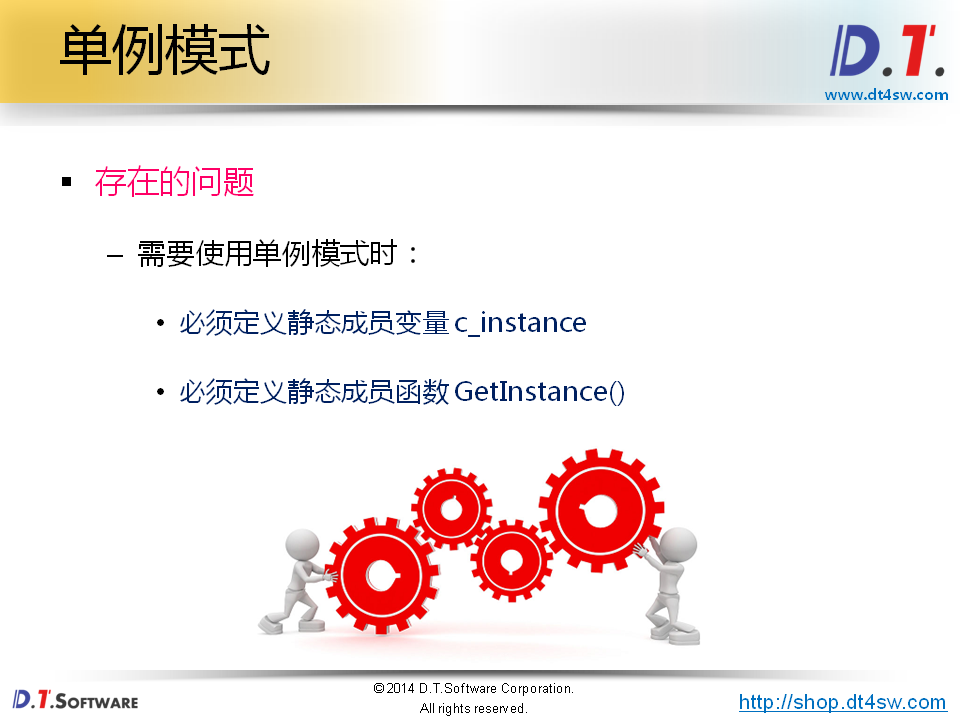 单例模式
D.T.
www.dt4sw.com
存在的问题
– 需要使用单例模式时：
• 必须定义静态成员变量 c_instance
• 必须定义静态成员函数 GetInstance()
D.T.SOFTWARE
©2014 D.T.Software Corporation.
All rights reserved.
http://shop.dt4sw.com